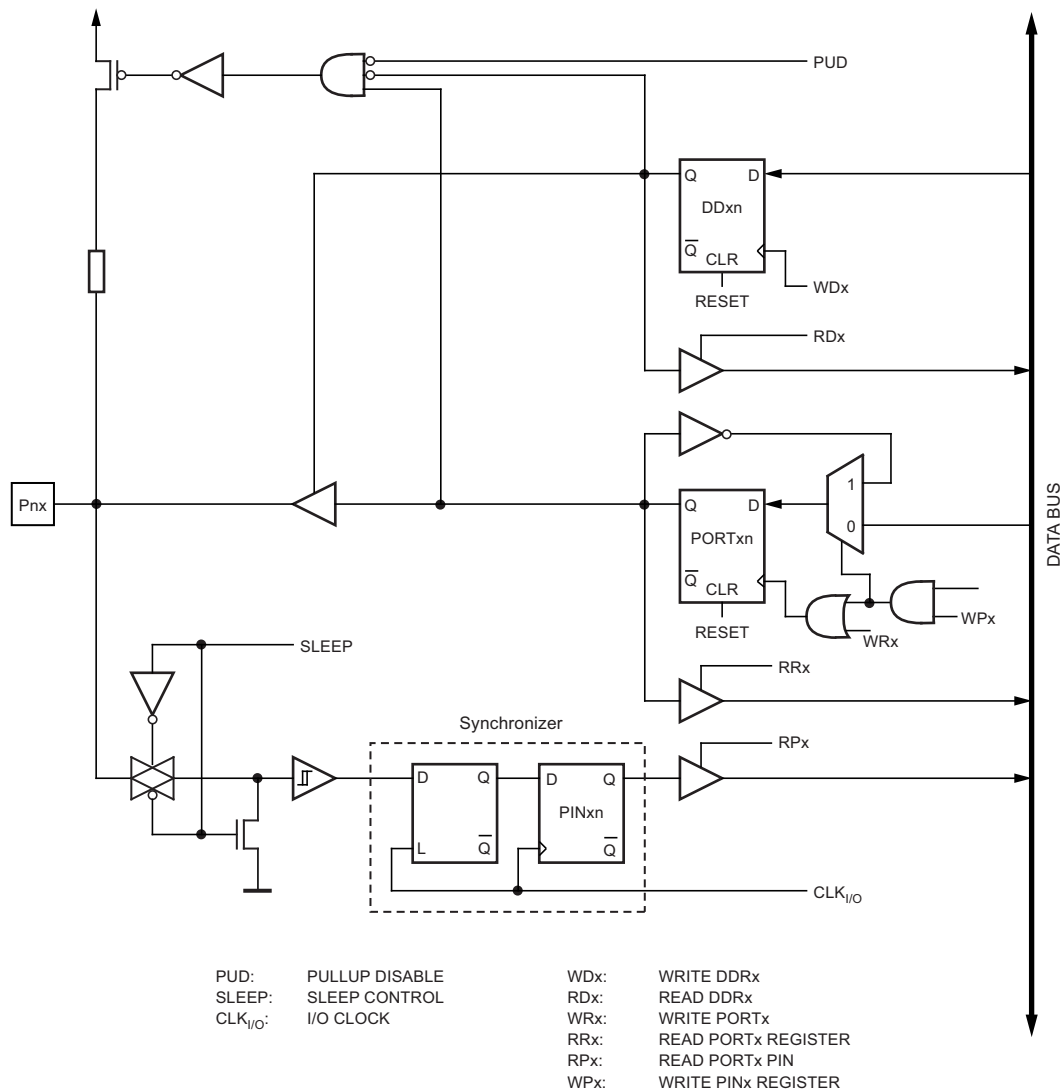 PUD
Q D
DDxn
Q
CLR
RESET
WDx
RDx
Pnx
1
0
Q D
PORTxn
Q
CLR
RESET
WRx
WPx
DATA BUS
SLEEP
RRx
Synchronizer
RPx
D Q
L Q
D Q
PINxn
Q
CLKI/O
PUD: PULLUP DISABLE
SLEEP: SLEEP CONTROL
CLKI/O: I/O CLOCK
WDx: WRITE DDRx
RDx: READ DDRx
WRx: WRITE PORTx
RRx: READ PORTx REGISTER
RPx: READ PORTx PIN
WPx: WRITE PINx REGISTER